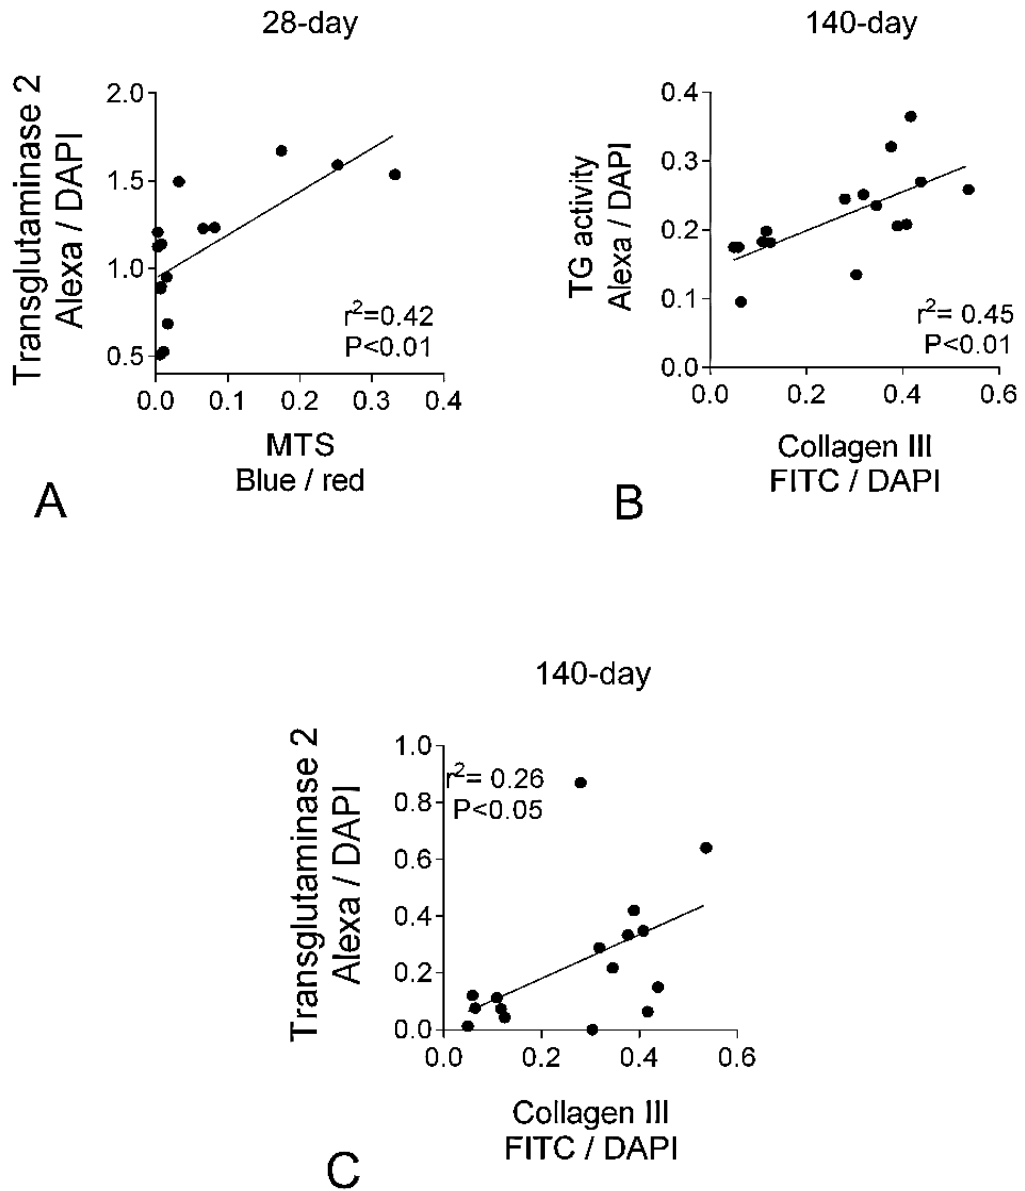 28-day
Transglutaminase 2
Alexa / DAPI
2.0
1.5
1.0
0.5
r²=0.42
P<0.01
0.0 0.1 0.2 0.3 0.4
MTS
Blue / red
A
140-day
TG activity
Alexa / DAPI
0.4
0.3
0.2
0.1
0.0
r²= 0.45
P<0.01
0.0 0.2 0.4 0.6
Collagen III
FITC / DAPI
B
140-day
Transglutaminase 2
Alexa / DAPI
1.0
0.8
0.6
0.4
0.2
0.0
r²= 0.26
P<0.05
0.0 0.2 0.4 0.6
Collagen III
FITC / DAPI
C